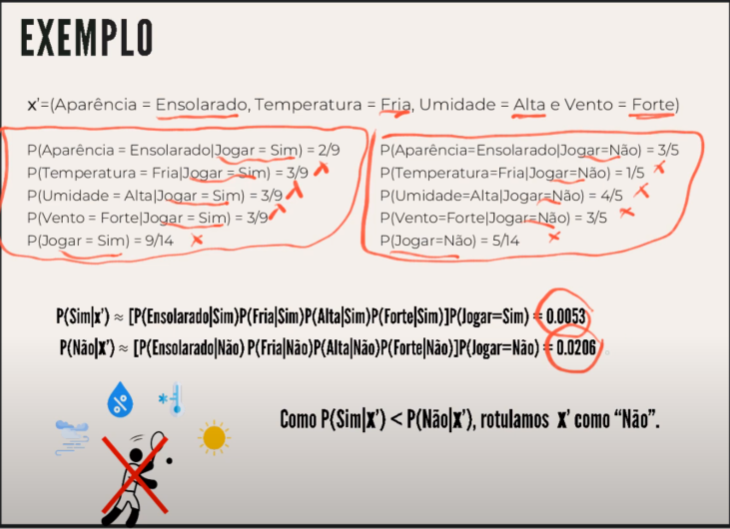 EXEMPLO
x'=(Aparência = Ensolarado, Temperatura = Fria, Umidade = Alta e Vento = Forte)
P(Aparência = Ensolarado|Jogar = Sim) = 2/9
P(Temperatura = Fria|Jogar = Sim) = 3/9
P(Umidade = Alta|Jogar = Sim) = 3/9
P(Vento = Forte|Jogar = Sim) = 3/9
P(Jogar = Sim) = 9/14
P(Aparência=Ensolarado|Jogar=Não) = 3/5
P(Temperatura=Fria|Jogar=Não) = 1/5
P(Umidade=Alta|Jogar=Não) = 4/5
P(Vento=Forte|Jogar=Não) = 3/5
P(Jogar=Não) = 5/14
P(Sim|x') ≈ [P(Ensolarado|Sim)P(Fria|Sim)P(Alta|Sim)P(Forte|Sim)]P(Jogar=Sim) = 0.0053
P(Não|x') ≈ [P(Ensolarado|Não) P(Fria|Não)P(Alta|Não)P(Forte|Não)]P(Jogar=Não) = 0.0206
Como P(Sim|x') < P(Não|x'), rotulamos x' como “Não”.